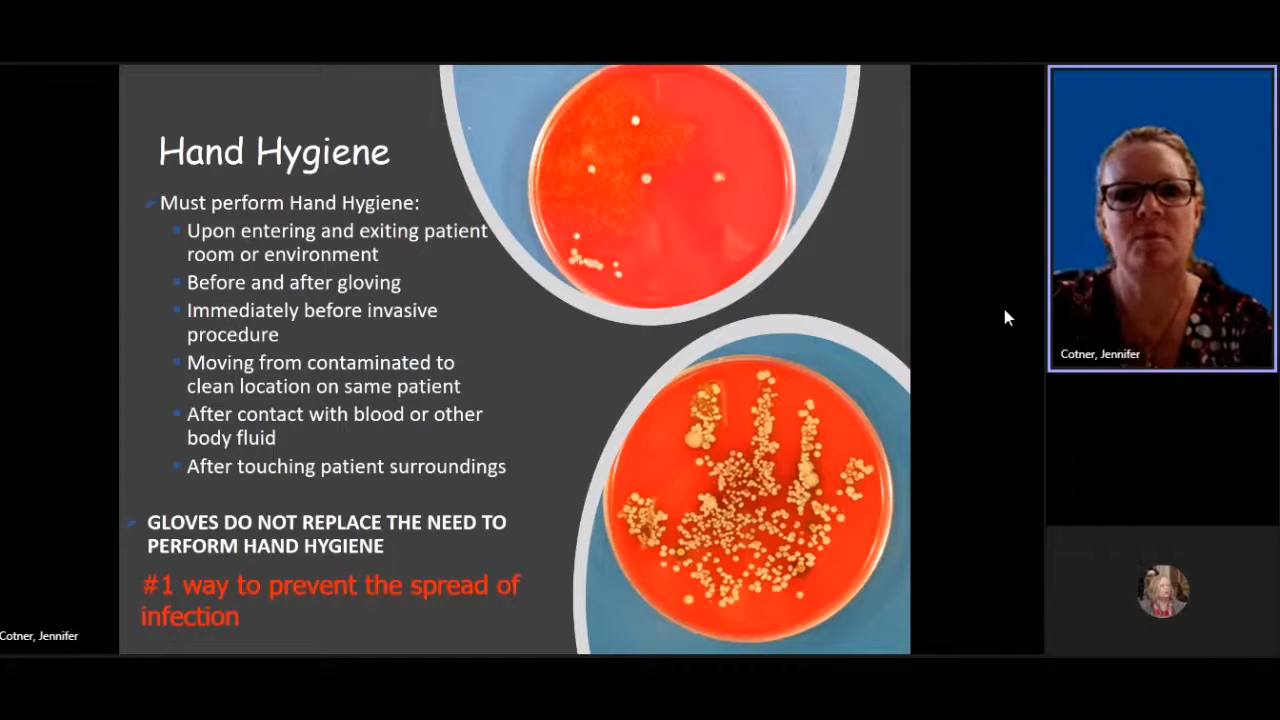 Hand Hygiene
Must perform Hand Hygiene:
Upon entering and exiting patient
room or environment
Before and after gloving
Immediately before invasive
procedure
Moving from contaminated to
clean location on same patient
After contact with blood or other
body fluid
After touching patient surroundings
GLOVES DO NOT REPLACE THE NEED TO
PERFORM HAND HYGIENE
#1 way to prevent the spread of
infection
Cotner, Jennifer
Cotner, Jennifer